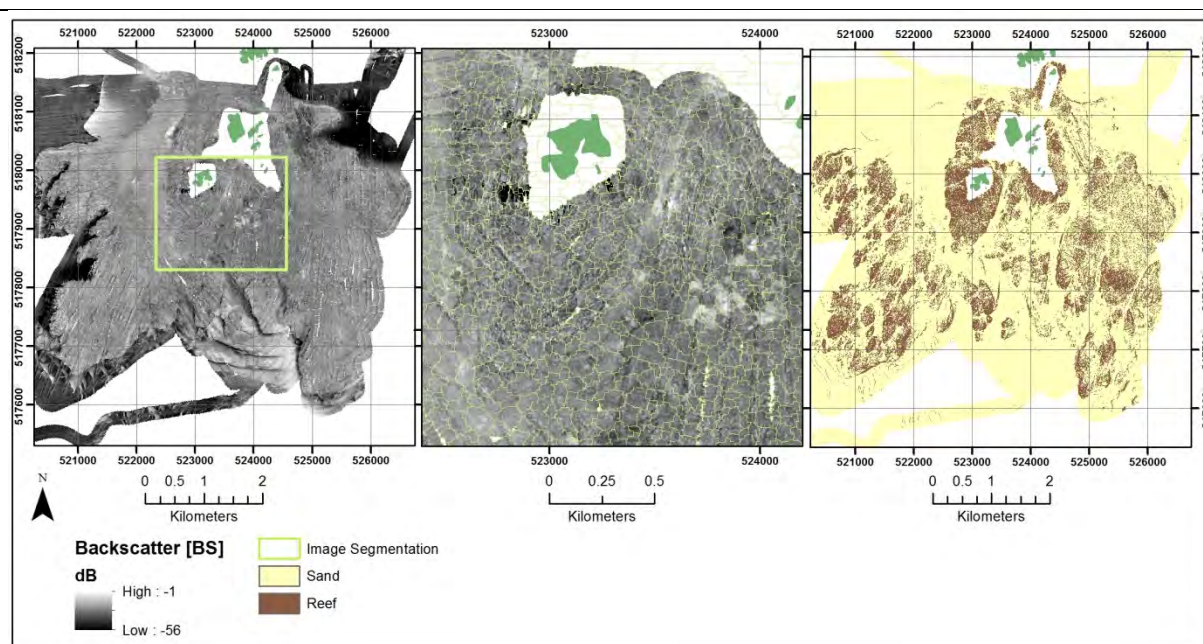 521000 522000 523000 524000 525000 526000
523000 524000
521000 522000 523000 524000 525000 526000
518200
518100
518000
517900
517800
517700
517600
521000 522000 523000 524000 525000 526000
523000 524000
521000 522000 523000 524000 525000 526000
N
0 0.5 1 2
Kilometers
0 0.25 0.5
Kilometers
0 0.5 1 2
Kilometers
Backscatter [BS]
dB
High : -1
Low : -56
Image Segmentation
Sand
Reef